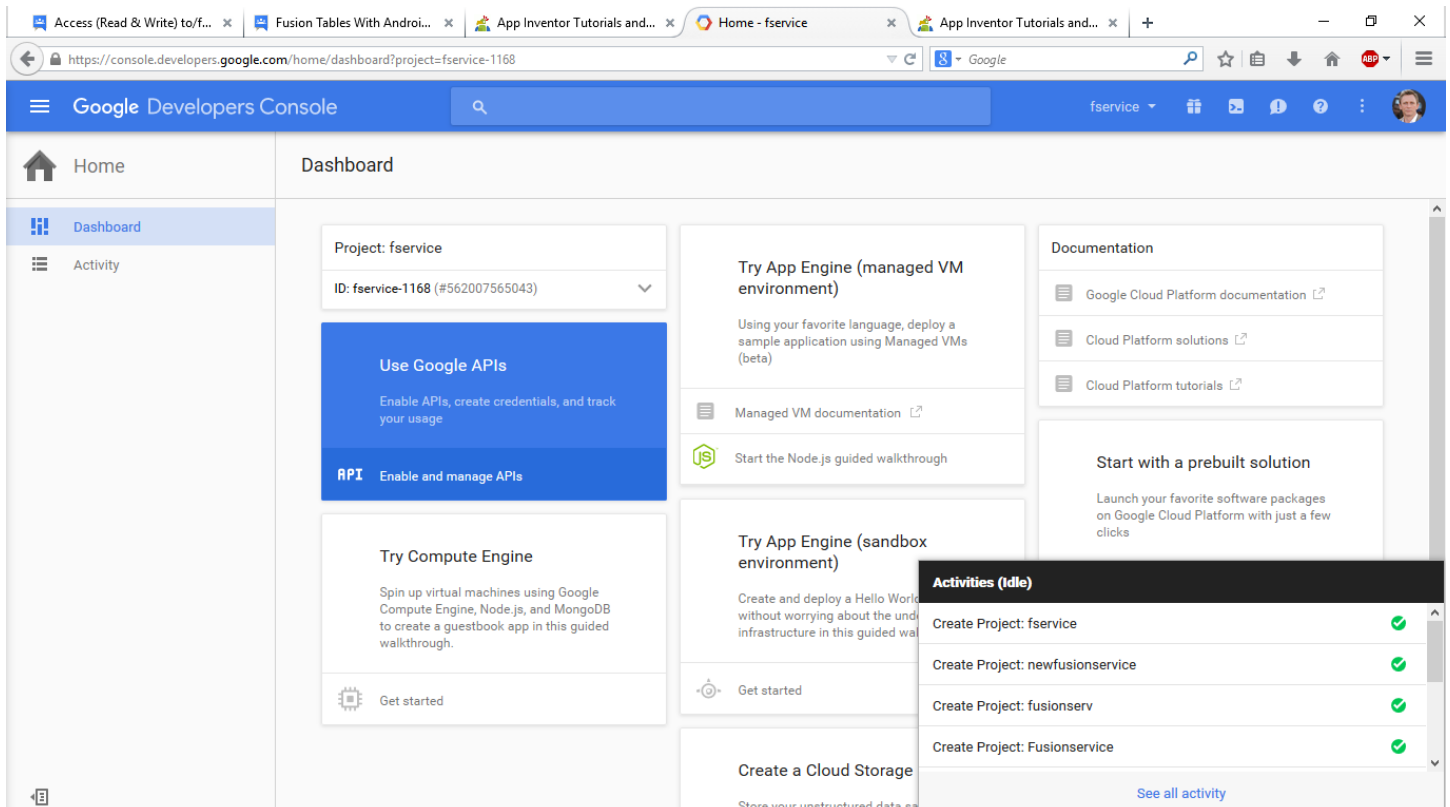 Access (Read & Write) to/f...
Fusion Tables With Androi...
App Inventor Tutorials and...
Home - fservice
App Inventor Tutorials and...
https://console.developers.google.com/home/dashboard?project=fservice-1168
8
Google
ABP
Google Developers Console
fservice
Home
Dashboard
Dashboard
Activity
Project: fservice
ID: fservice-1168 (#562007565043)
Use Google APIs
Enable APIs, create credentials, and track
your usage
API Enable and manage APIs
Try Compute Engine
Spin up virtual machines using Google
Compute Engine, Node.js, and MongoDB
to create a guestbook app in this guided
walkthrough.
Get started
Try App Engine (managed VM
environment)
Using your favorite language, deploy a
sample application using Managed VMs
(beta)
Managed VM documentation
JS Start the Node.js guided walkthrough
Try App Engine (sandbox
environment)
Create and deploy a Hello World
without worrying about the
infrastructure in this guided
Get started
Create a Cloud Storage
Store your unstructured data
Documentation
Google Cloud Platform documentation
Cloud Platform solutions
Cloud Platform tutorials
Start with a prebuilt solution
Launch your favorite software packages
on Google Cloud Platform with just a few
clicks
Activities (Idle)
Create Project: fservice
Create Project: newfusionservice
Create Project: fusionserv
Create Project: Fusionservice
See all activity